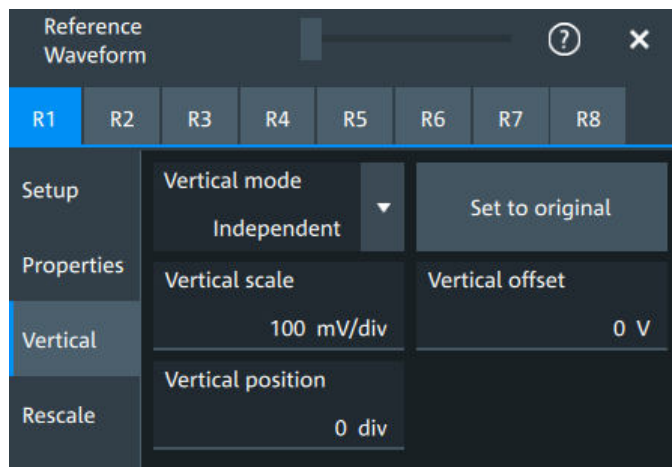 Reference
Waveform
?
R1 R2 R3 R4 R5 R6 R7 R8
Setup
Properties
Vertical
Rescale
Vertical mode
Independent
Set to original
Vertical scale
100 mV/div
Vertical offset
0 V
Vertical position
0 div